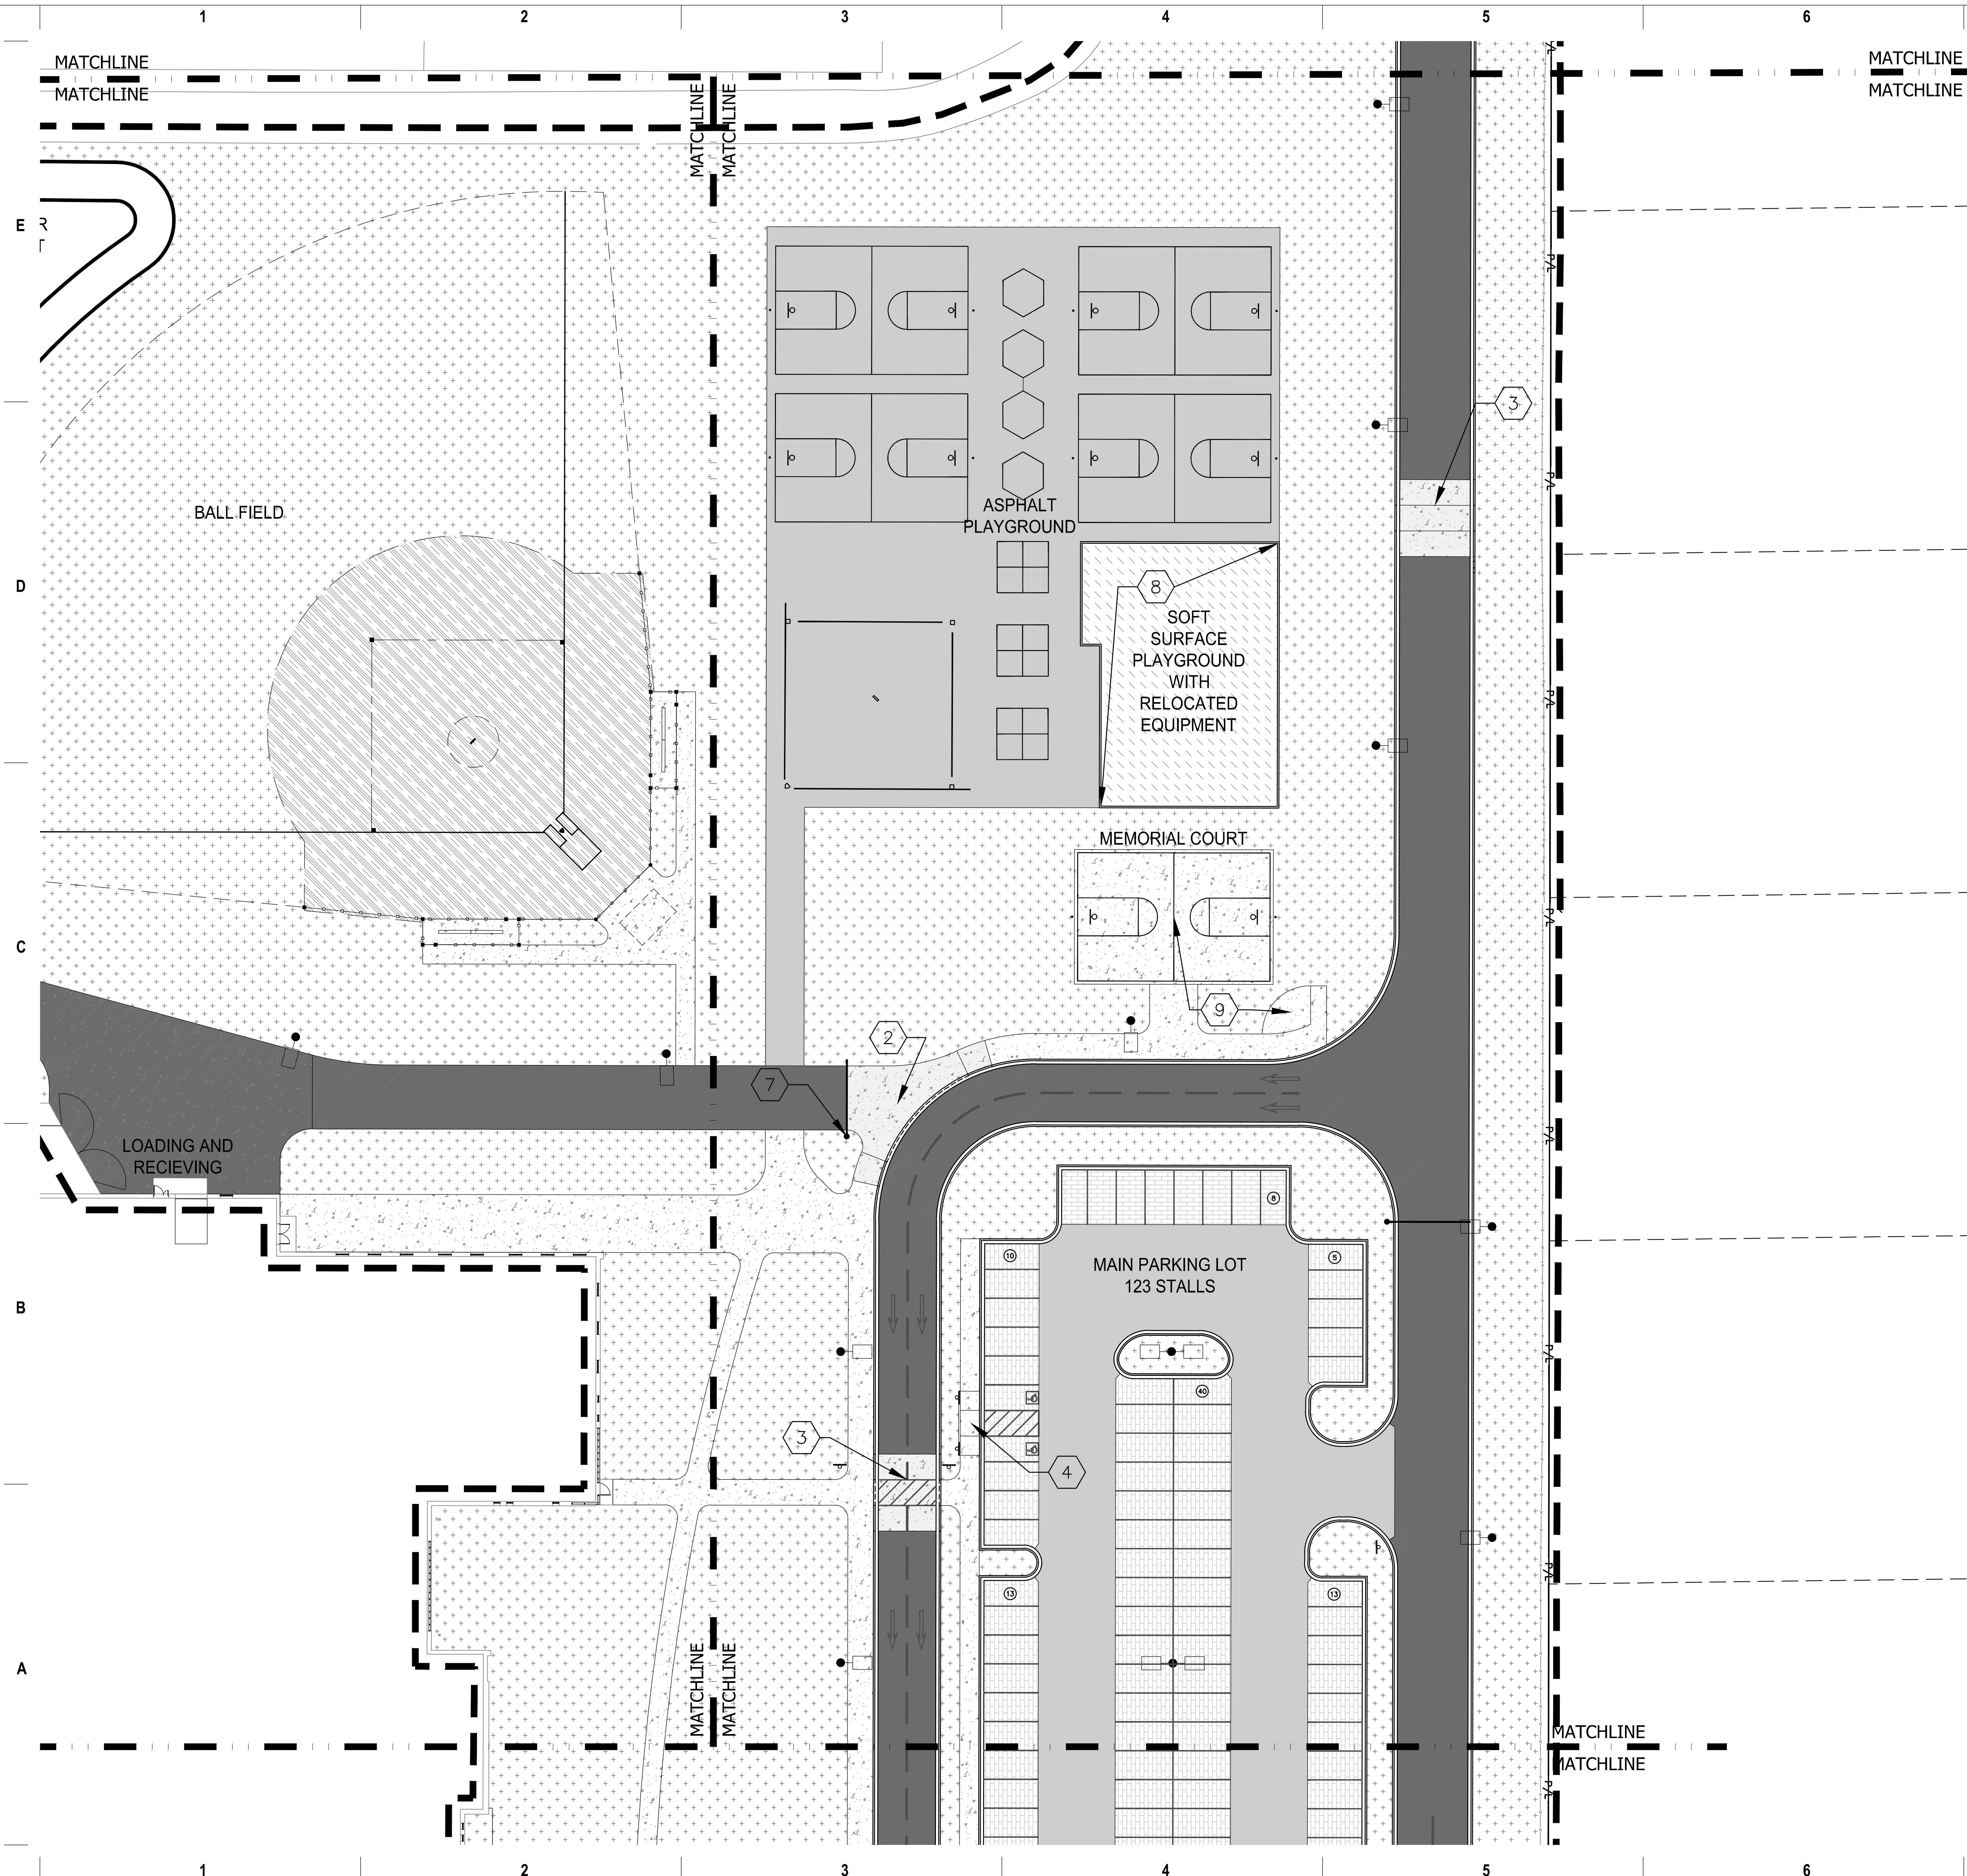 1 2 3 4 5 6
MATCHLINE
MATCHLINE
MATCHLINE
MATCHLINE
MATCHLINE
MATCHLINE
P/L
E
R
T
P/L
3
BALL FIELD
ASPHALT
PLAYGROUND
P/L
D
8
SOFT
SURFACE
PLAYGROUND
WITH
RELOCATED
EQUIPMENT
P/L
MEMORIAL COURT
P/L
C
9
2
7
P/L
LOADING AND
RECIEVING
8
10
5
MAIN PARKING LOT
123 STALLS
B
P/L
40
3
4
P/L
13
13
A
MATCHLINE
MATCHLINE
MATCHLINE
MATCHLINE
P/L
1 2 3 4 5 6